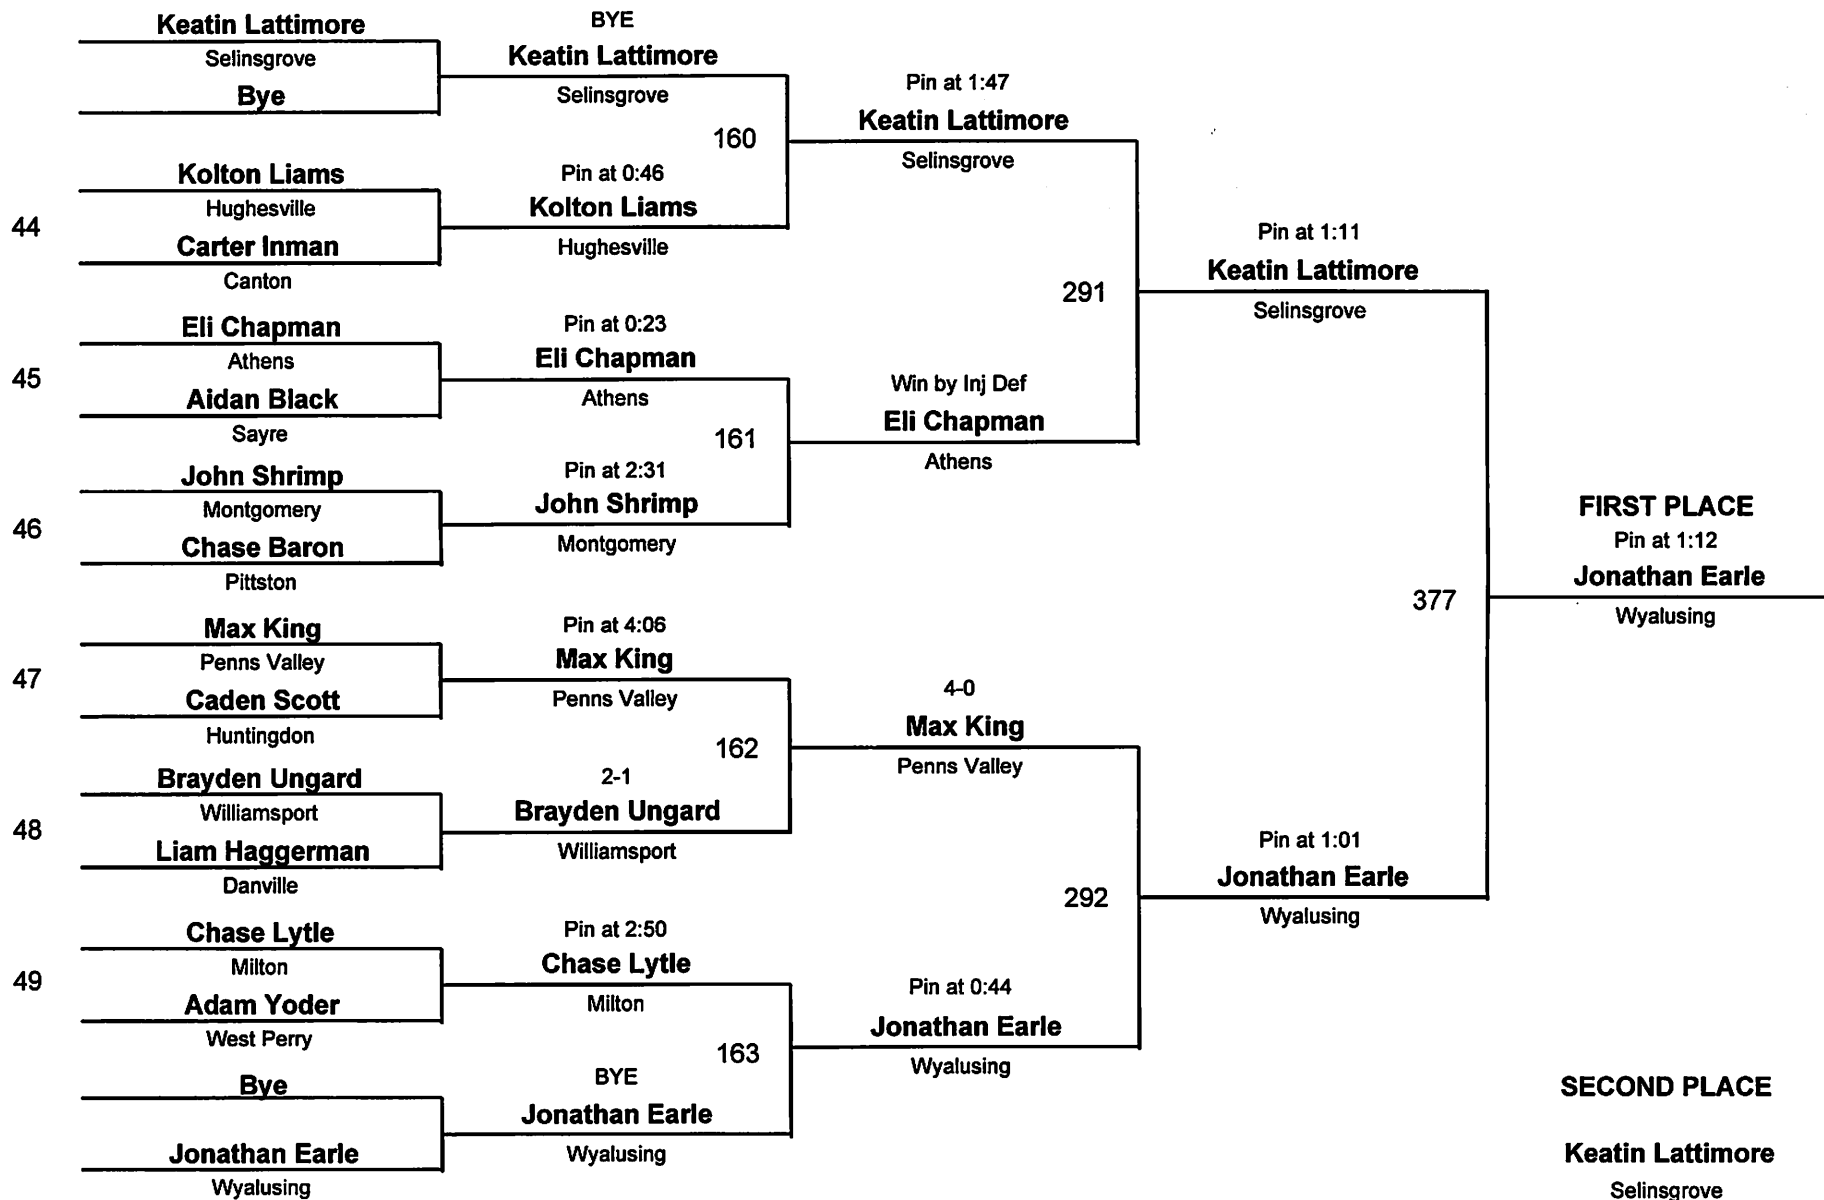 Keatin Lattimore
Selinsgrove
Bye
44
Kolton Liams
Hughesville
Carter Inman
Canton
45
Eli Chapman
Athens
Aidan Black
Sayre
46
John Shrimp
Montgomery
Chase Baron
Pittston
47
Max King
Penns Valley
Caden Scott
Huntingdon
48
Brayden Ungard
Williamsport
Liam Haggerman
Danville
49
Chase Lytle
Milton
Adam Yoder
West Perry
Bye
Jonathan Earle
Wyalusing
BYE
Keatin Lattimore
Selinsgrove
160
Pin at 0:46
Kolton Liams
Hughesville
Pin at 0:23
Eli Chapman
Athens
161
Pin at 2:31
John Shrimp
Montgomery
Pin at 4:06
Max King
Penns Valley
162
2-1
Brayden Ungard
Williamsport
Pin at 2:50
Chase Lytle
Milton
163
BYE
Jonathan Earle
Wyalusing
Pin at 1:47
Keatin Lattimore
Selinsgrove
291
Win by Inj Def
Eli Chapman
Athens
4-0
Max King
Penns Valley
292
Pin at 0:44
Jonathan Earle
Wyalusing
Pin at 1:11
Keatin Lattimore
Selinsgrove
377
Pin at 1:01
Jonathan Earle
Wyalusing
FIRST PLACE
Pin at 1:12
Jonathan Earle
Wyalusing
SECOND PLACE
Keatin Lattimore
Selinsgrove